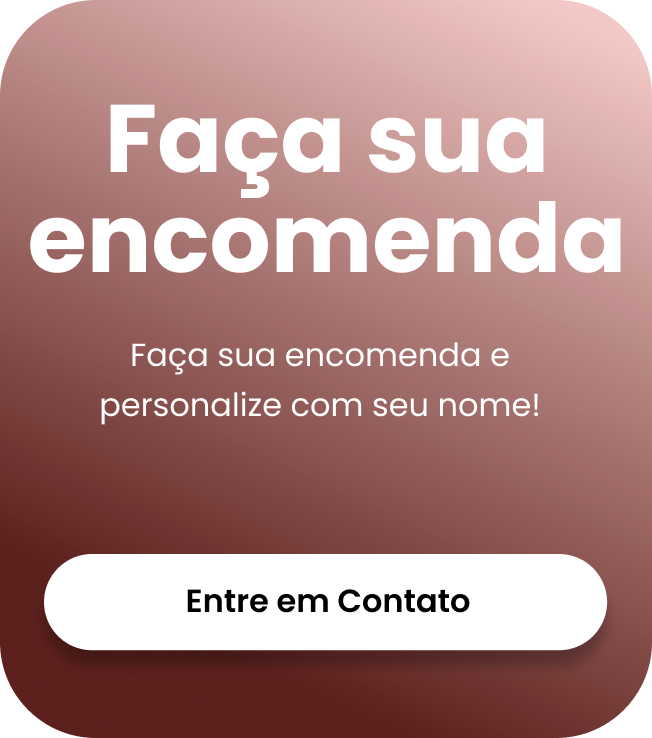 Faça sua
encomenda
Faça sua encomenda e
personalize com seu nome!
Entre em Contato